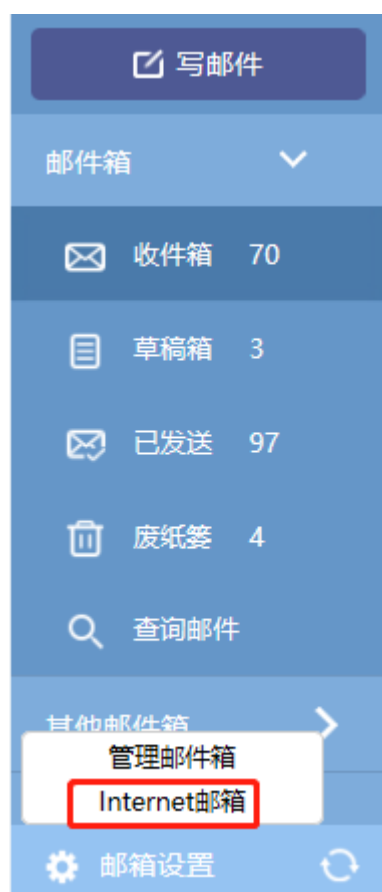 写邮件
邮件箱
收件箱 70
草稿箱 3
已发送 97
废纸篓 4
查询邮件
其他邮件箱
管理邮件箱
Internet邮箱
邮箱设置